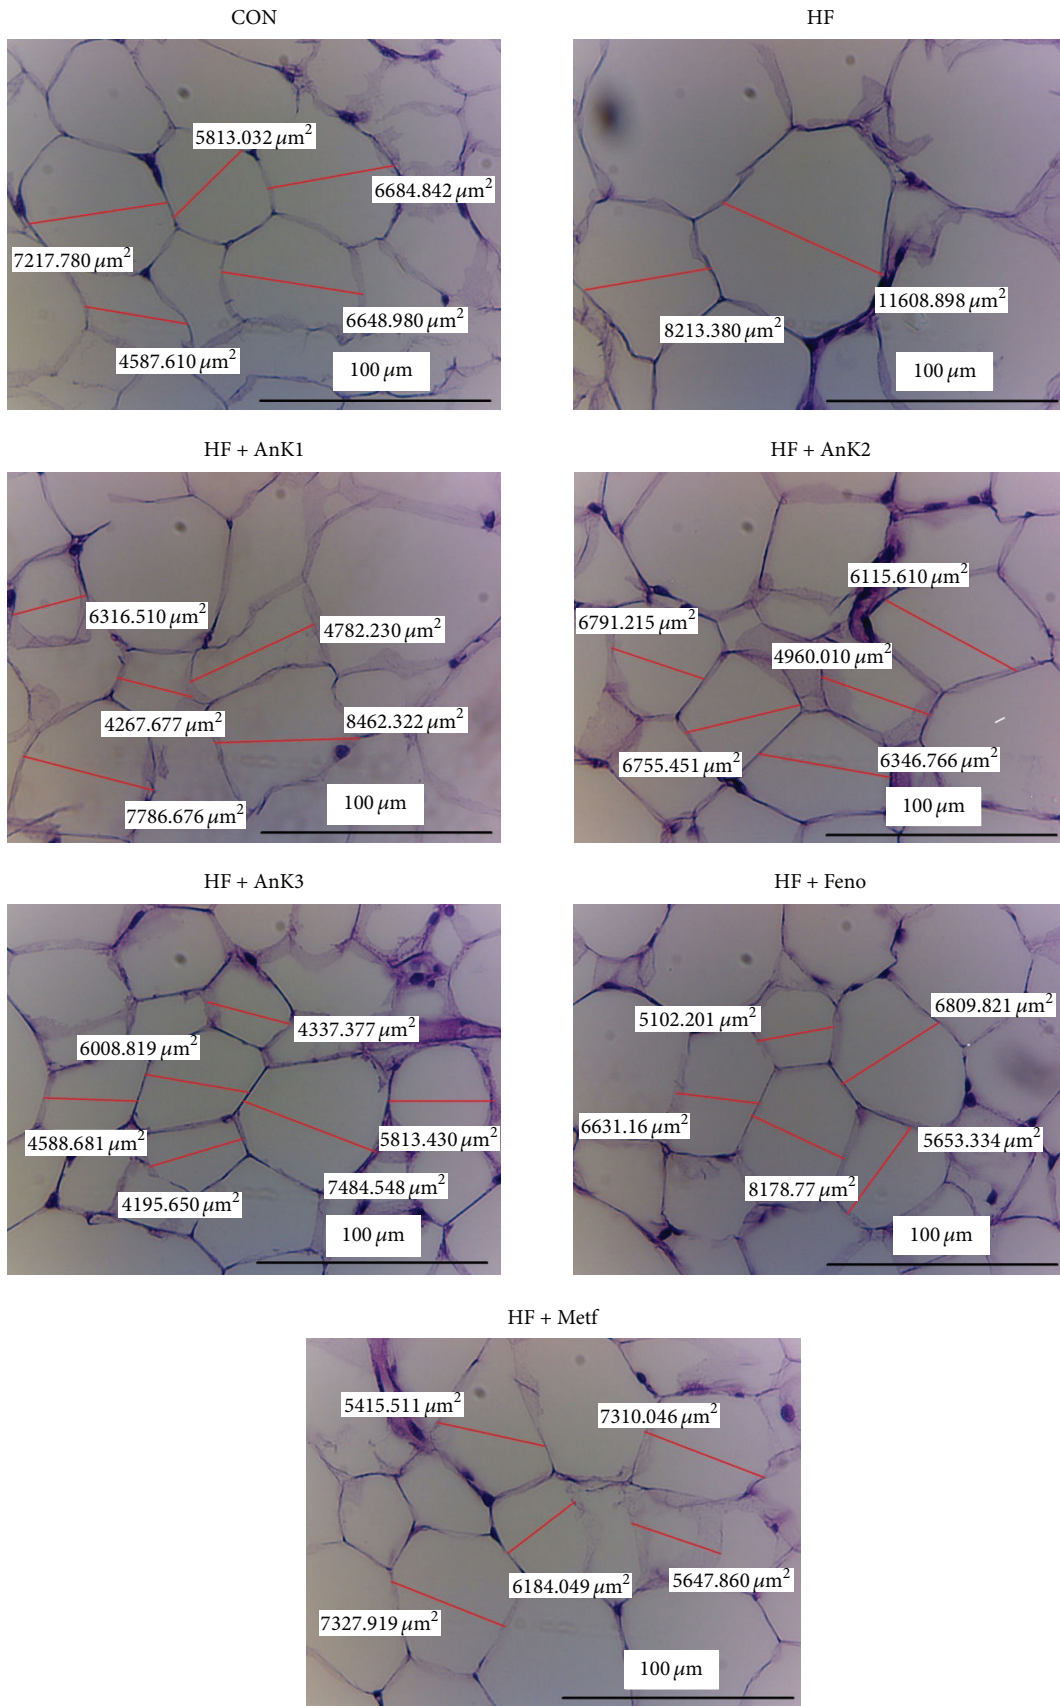 CON
5813.032 μm²
6684.842 μm²
7217.780 μm²
6648.980 μm²
4587.610 μm²
100 μm
HF
11608.898 μm²
8213.380 μm²
100 μm
HF + AnK1
6316.510 μm²
4782.230 μm²
4267.677 μm²
8462.322 μm²
7786.676 μm²
100 μm
HF + AnK2
6115.610 μm²
6791.215 μm²
4960.010 μm²
6755.451 μm²
6346.766 μm²
100 μm
HF + AnK3
4337.377 μm²
6008.819 μm²
4588.681 μm²
5813.430 μm²
4195.650 μm²
7484.548 μm²
100 μm
HF + Feno
5102.201 μm²
6809.821 μm²
6631.16 μm²
5653.334 μm²
8178.77 μm²
100 μm
HF + Metf
5415.511 μm²
7310.046 μm²
6184.049 μm²
5647.860 μm²
7327.919 μm²
100 μm